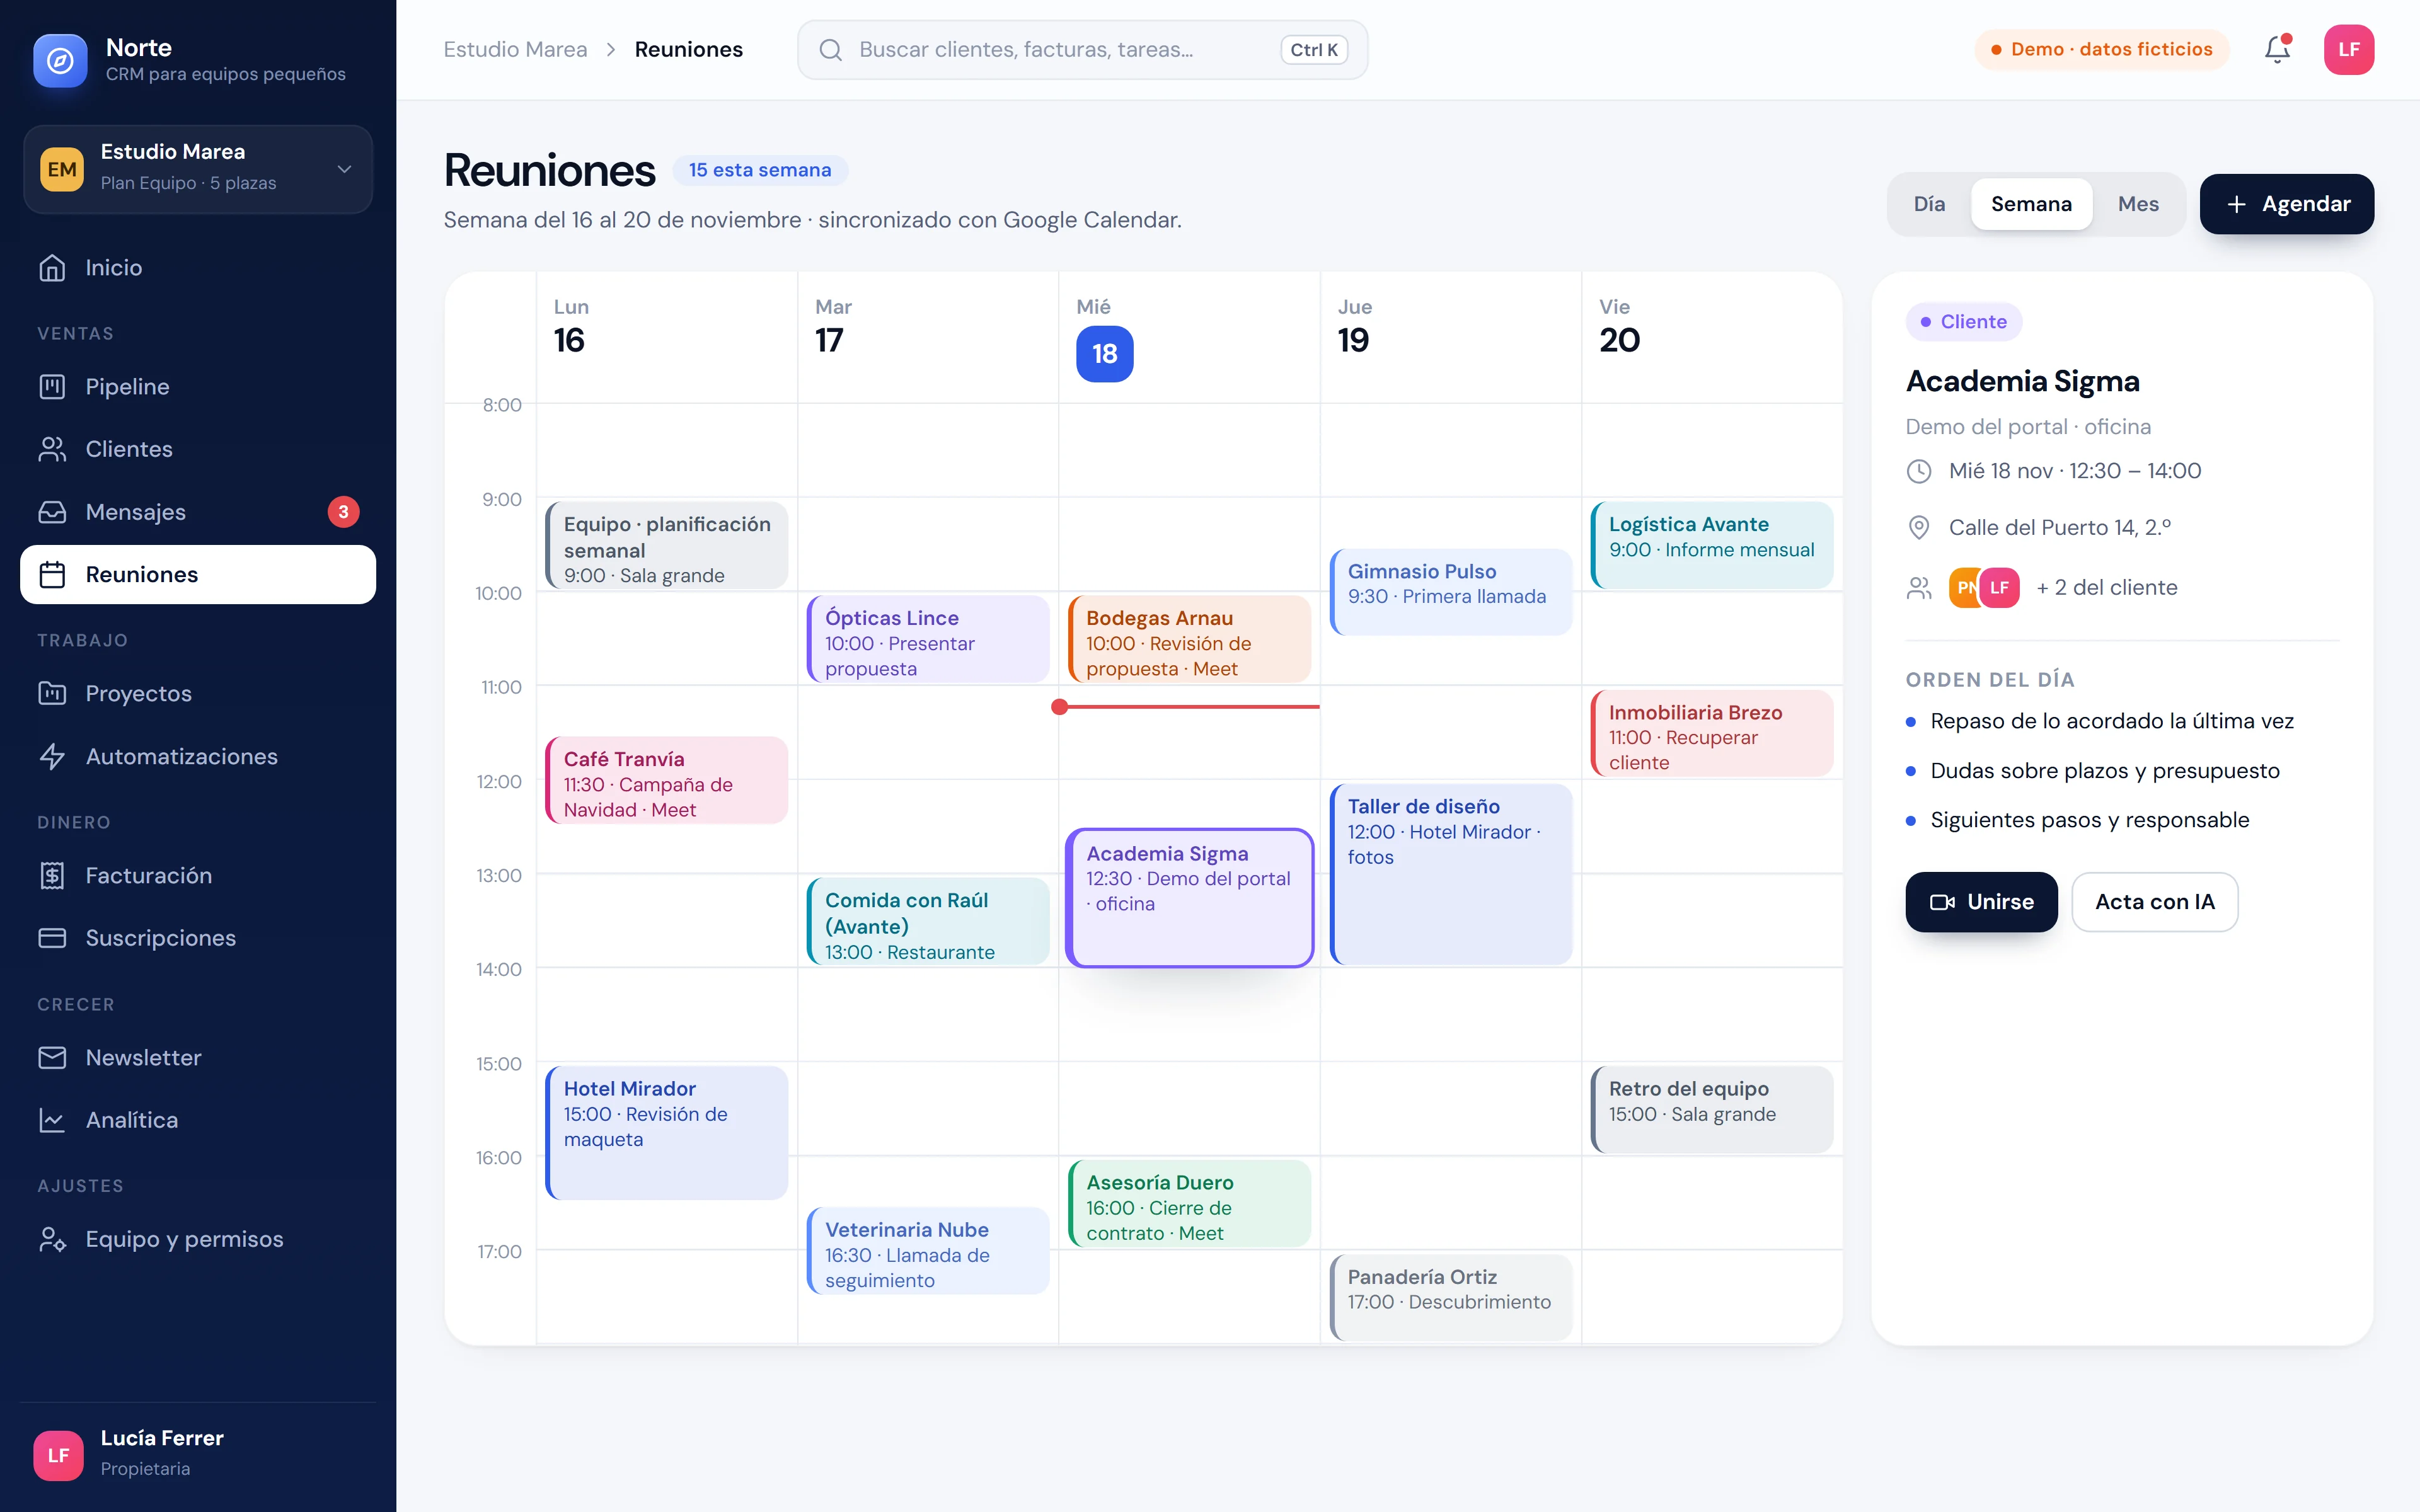 Norte
CRM para equipos pequeños
EM
Estudio Marea
Plan Equipo · 5 plazas
Inicio
VENTAS
Pipeline
Clientes
Mensajes
3
Reuniones
TRABAJO
Proyectos
Automatizaciones
DINERO
Facturación
Suscripciones
CRECER
Newsletter
Analítica
AJUSTES
Equipo y permisos
LF
Lucía Ferrer
Propietaria
Estudio Marea
Reuniones
Buscar clientes, facturas, tareas...
Ctrl K
Demo · datos ficticios
LF
Reuniones
15 esta semana
Semana del 16 al 20 de noviembre · sincronizado con Google Calendar.
Día
Semana
Mes
Agendar
Lun
16
Mar
17
Mié
18
Jue
19
Vie
20
8:00
9:00
10:00
11:00
12:00
13:00
14:00
15:00
16:00
17:00
Equipo · planificación
semanal
9:00 · Sala grande
Café Tranvía
11:30 · Campaña de
Navidad · Meet
Hotel Mirador
15:00 · Revisión de
maqueta
Ópticas Lince
10:00 · Presentar
propuesta
Comida con Raúl
(Avante)
13:00 · Restaurante
Veterinaria Nube
16:30 · Llamada de
seguimiento
Bodegas Arnau
10:00 · Revisión de
propuesta · Meet
Academia Sigma
12:30 · Demo del portal
· oficina
Asesoría Duero
16:00 · Cierre de
contrato · Meet
Gimnasio Pulso
9:30 · Primera llamada
Taller de diseño
12:00 · Hotel Mirador ·
fotos
Panadería Ortiz
17:00 · Descubrimiento
Logística Avante
9:00 · Informe mensual
Inmobiliaria Brezo
11:00 · Recuperar
cliente
Retro del equipo
15:00 · Sala grande
Cliente
Academia Sigma
Demo del portal · oficina
Mié 18 nov · 12:30 – 14:00
Calle del Puerto 14, 2.º
PN
LF
+ 2 del cliente
ORDEN DEL DÍA
Repaso de lo acordado la última vez
Dudas sobre plazos y presupuesto
Siguientes pasos y responsable
Unirse
Acta con IA